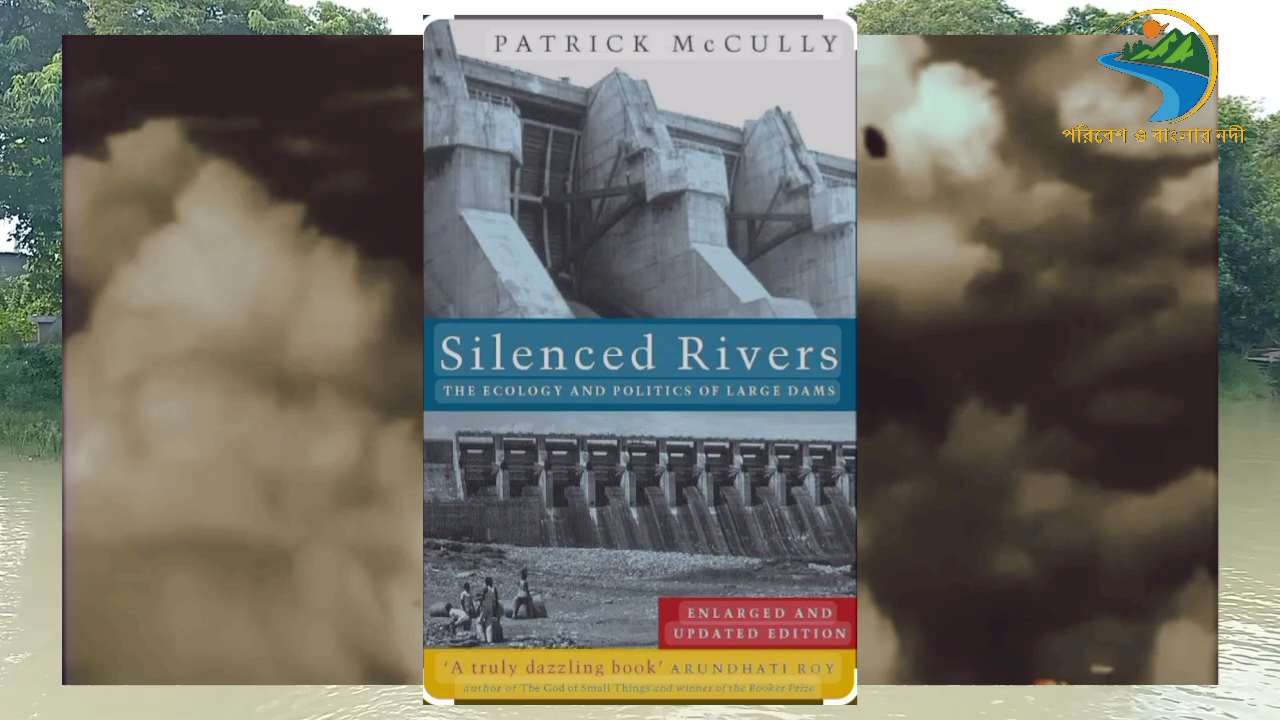 PATRICK McCULLY
পরিবেশ ও বাংলার নদী
Silenced Rivers
THE ECOLOGY AND POLITICS OF LARGE DAMS
ENLARGED AND
UPDATED EDITION
‘A truly dazzling book’ ARUNDHATI ROY
author of The God of Small Things and winner of the Booker Prize